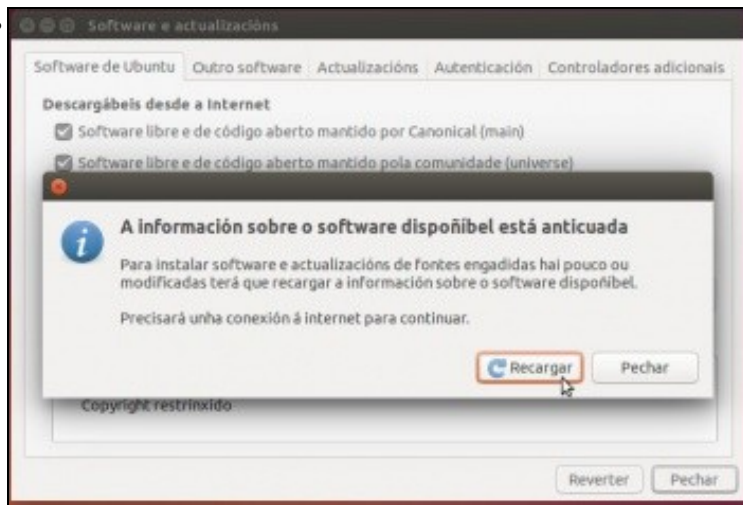 Software e actualizacións
Software de Ubuntu Outro software Actualizacións Autenticación Controladores adicionais
Descargábeis desde a Internet
Software libre e de código aberto mantido por Canonical (main)
Software libre e de código aberto mantido pola comunidade (universe)
A información sobre o software dispoñíbel está anticuada
Para instalar software e actualizacións de fontes engadidas hai pouco ou
modificadas terá que recargar a información sobre o software dispoñíbel.
Precisará unha conexión á internet para continuar.
Recargar Pechar
Copyright restrinxido
Reverter Pechar